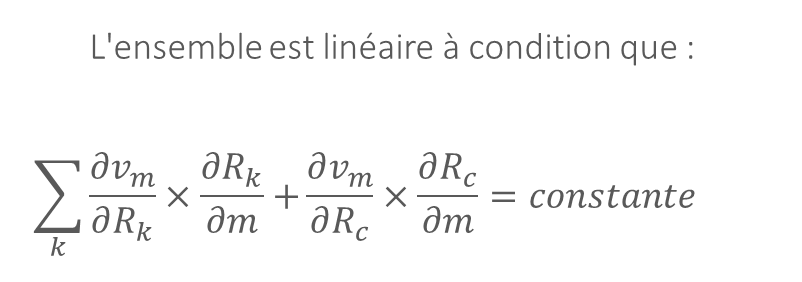 L'ensemble est linéaire à condition que :
∑_k ∂v_m/∂R_k × ∂R_k/∂m + ∂v_m/∂R_c × ∂R_c/∂m = constante